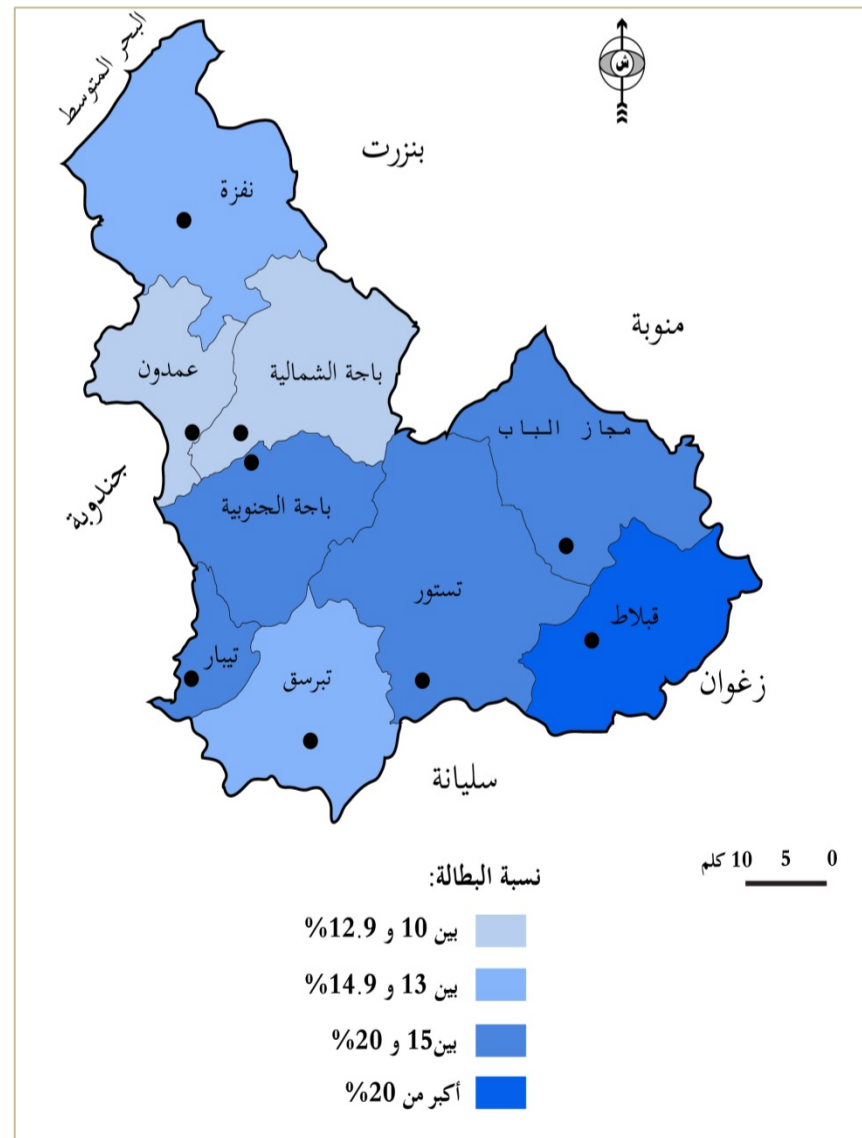 البحر المتوسط
ش
بنزرت
نفزة
منوبة
عمدون
باجة الشمالية
مجاز الباب
جندوبة
باجة الجنوبية
تستور
قبلاط
تيبار
تبرسق
زغوان
سليانة
0 5 10 كلم
نسبة البطالة:
بين 10 و 12.9%
بين 13 و 14.9%
بين15 و 20%
أكبر من 20%